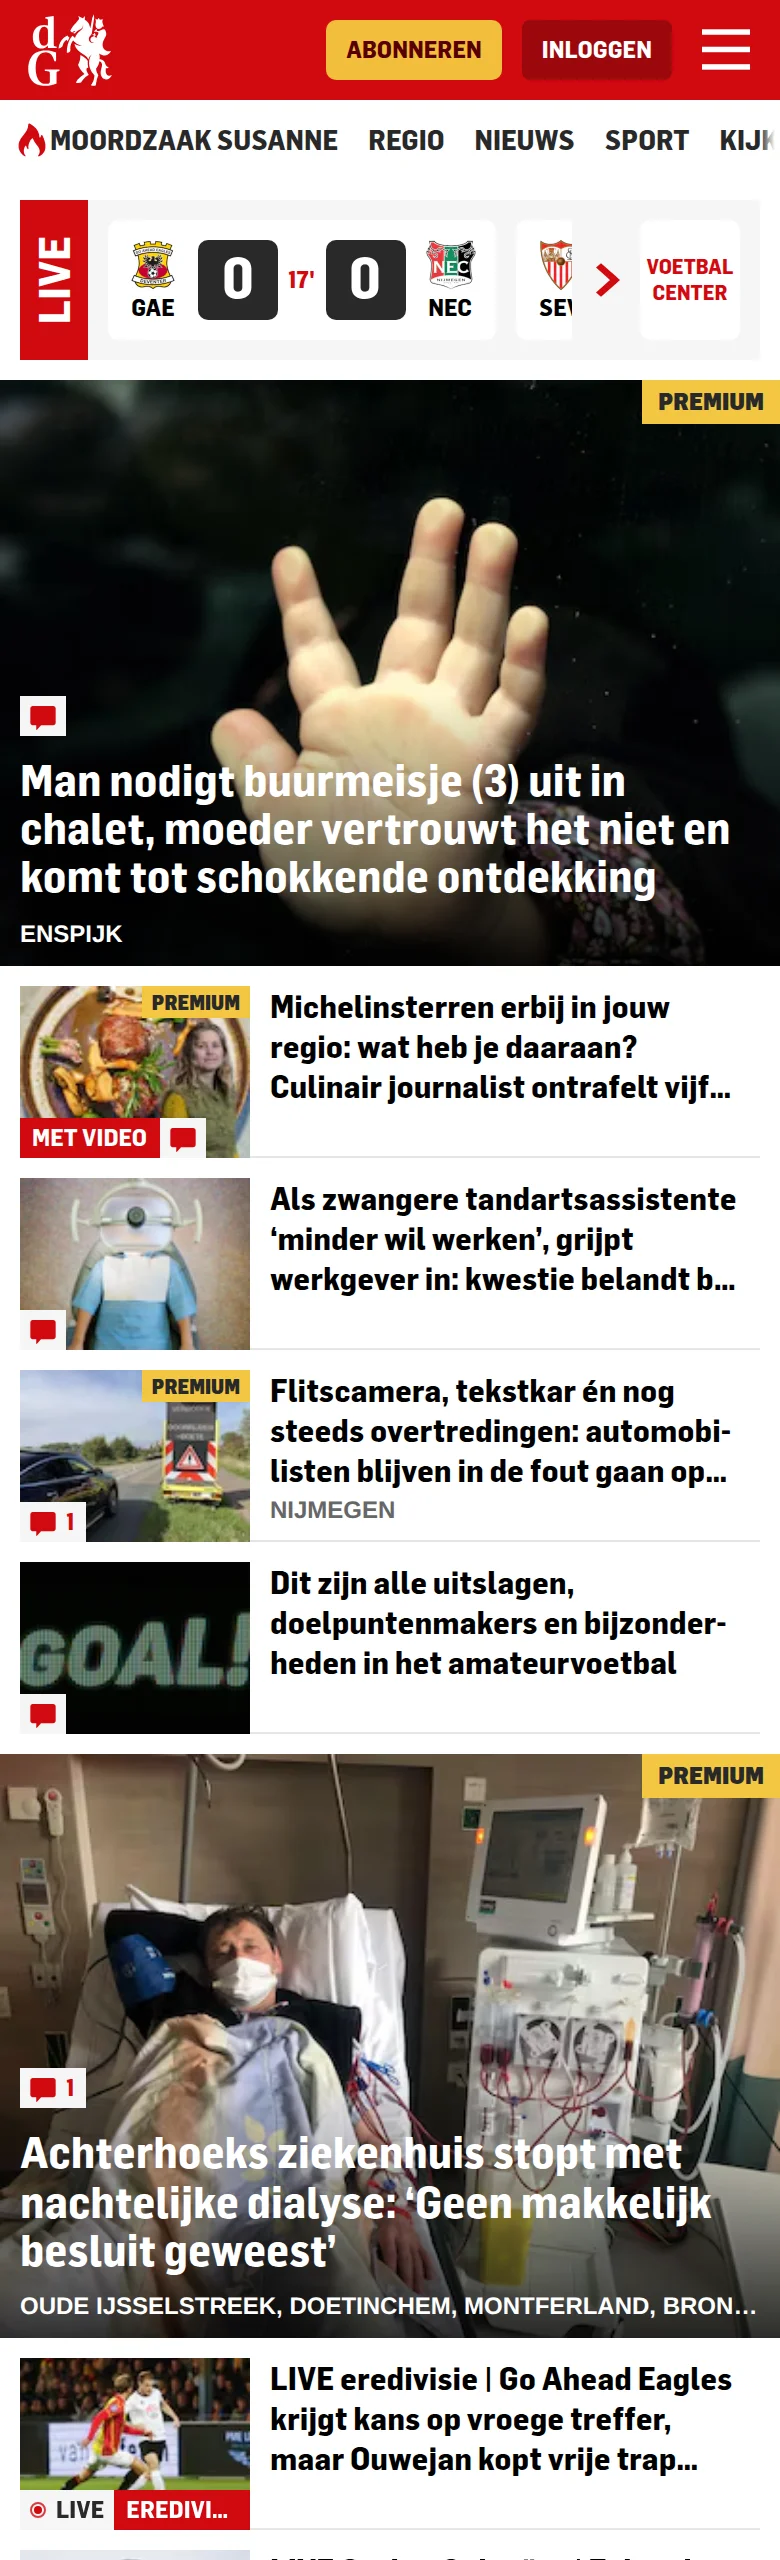 dG
ABONNEREN
INLOGGEN
MOORDZAAK SUSANNE
REGIO
NIEUWS
SPORT
KIJK
LIVE
GAE
0
17'
0
NEC
NEC
SEV
VOETBAL
CENTER
PREMIUM
Man nodigt buurmeisje (3) uit in
chalet, moeder vertrouwt het niet en
komt tot schokkende ontdekking
ENSPIJK
PREMIUM
MET VIDEO
Michelinsterren erbij in jouw
regio: wat heb je daaraan?
Culinair journalist ontrafelt vijf...
Als zwangere tandartsassistente
‘minder wil werken’, grijpt
werkgever in: kwestie belandt b...
PREMIUM
1
Flitscamera, tekstkar én nog
steeds overtredingen: automobi-
listen blijven in de fout gaan op...
NIJMEGEN
GOAL!
Dit zijn alle uitslagen,
doelpuntenmakers en bijzonder-
heden in het amateurvoetbal
PREMIUM
1
Achterhoeks ziekenhuis stopt met
nachtelijke dialyse: ‘Geen makkelijk
besluit geweest’
OUDE IJSSELSTREEK, DOETINCHEM, MONTFERLAND, BRON...
LIVE
EREDIVI...
LIVE eredivisie | Go Ahead Eagles
krijgt kans op vroege treffer,
maar Ouwejan kopt vrije trap...